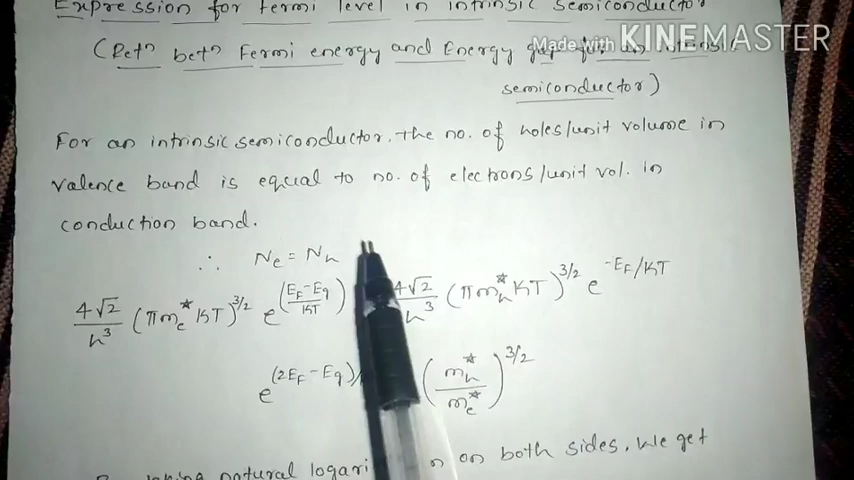 Expression for fermi level in intrinsic semiconductor
(Reln betn Fermi energy and Energy gap for an intrinsic
Made with KINEMASTER
semiconductor)
For an intrinsic semiconductor, the no. of holes/unit volume in
valence band is equal to no. of electrons/unit vol. in
conduction band.
∴ Ne = Nh
4√2/h³ (πme* KT)^3/2 e^((EF-Eg)/KT) 4√2/h³ (πmh* KT)^3/2 e^(-EF/KT)
e^((2EF-Eg)/ (mh*/me*)^3/2
natural on both sides, we get